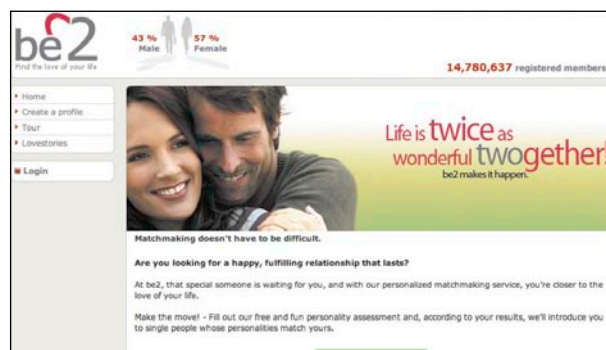 be2
Find the love of your life
43 % Male
57 % Female
14,780,637 registered members
Home
Create a profile
Tour
Lovestories
Login
Life is twice as
wonderful twogether!
be2 makes it happen.
Matchmaking doesn't have to be difficult.
Are you looking for a happy, fulfilling relationship that lasts?
At be2, that special someone is waiting for you, and with our personalized matchmaking service, you're closer to the
love of your life.
Make the move! - Fill out our free and fun personality assessment and, according to your results, we'll introduce you
to single people whose personalities match yours.